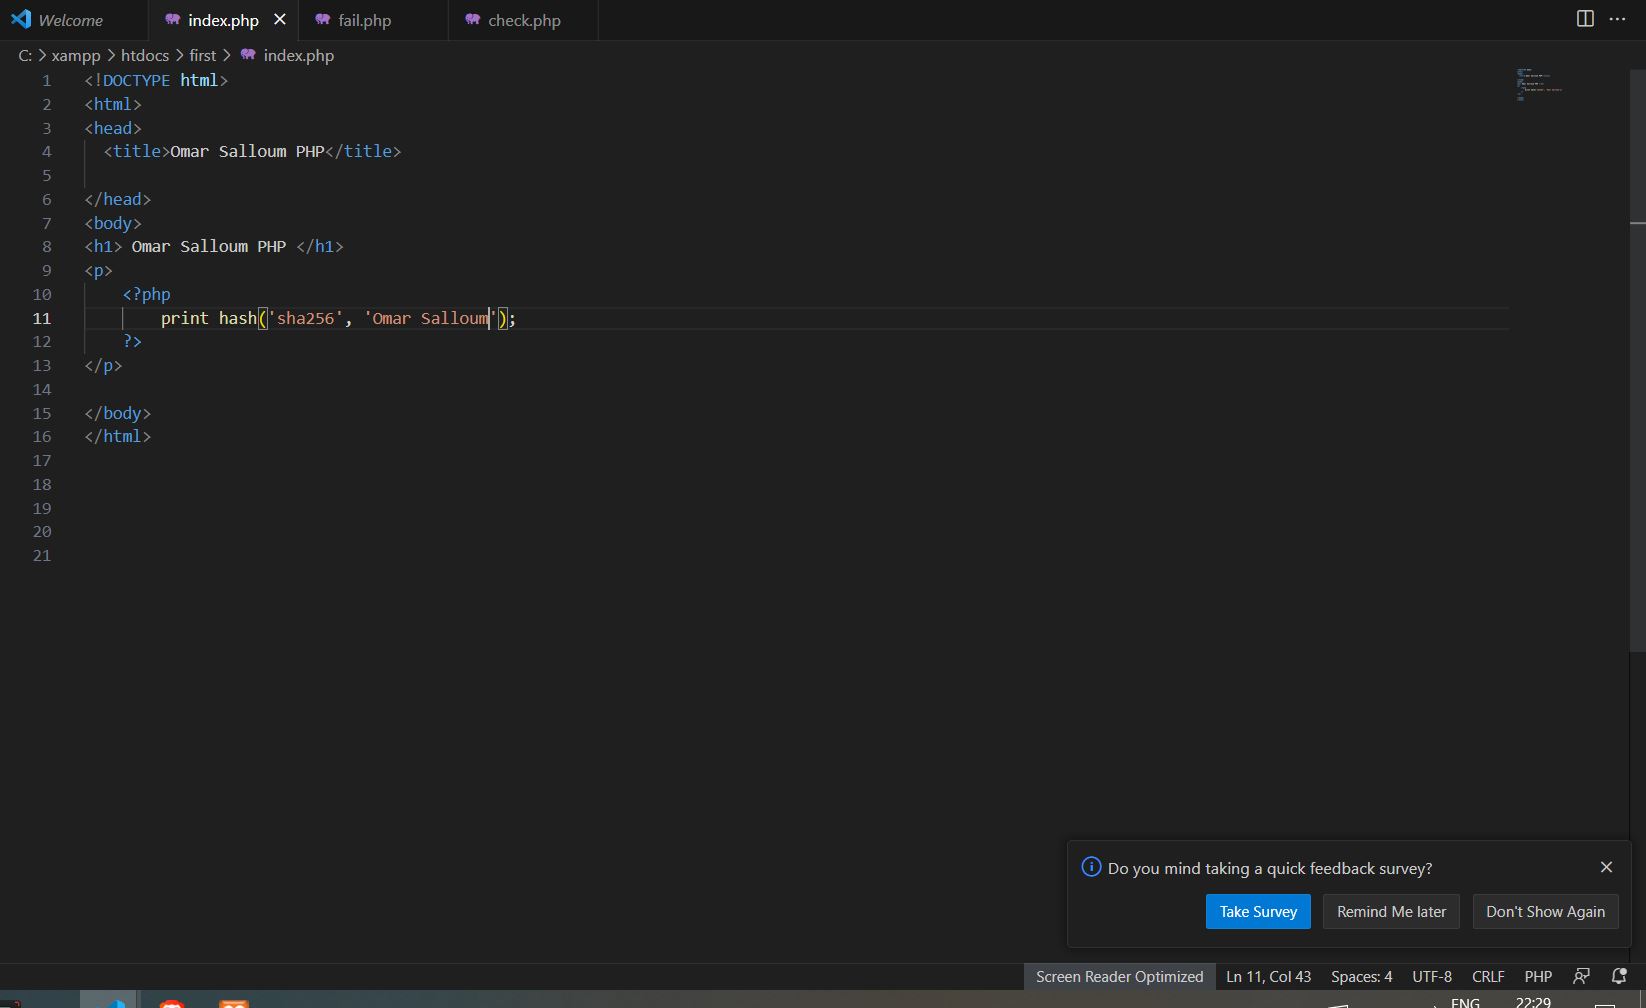 Welcome index.php fail.php check.php
C: > xampp > htdocs > first > index.php
1 <!DOCTYPE html>
2 <html>
3 <head>
4 <title>Omar Salloum PHP</title>
5
6 </head>
7 <body>
8 <h1> Omar Salloum PHP </h1>
9 <p>
10 <?php
11 print hash('sha256', 'Omar Salloum');
12 ?>
13 </p>
14
15 </body>
16 </html>
17
18
19
20
21
Do you mind taking a quick feedback survey?
Take Survey Remind Me later Don't Show Again
Screen Reader Optimized Ln 11, Col 43 Spaces: 4 UTF-8 CRLF PHP
ENG 22:29